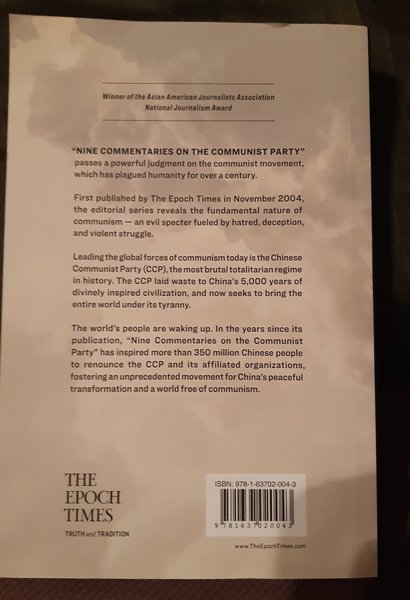 Winner of the Asian American Journalists Association
National Journalism Award
"NINE COMMENTARIES ON THE COMMUNIST PARTY"
passes a powerful judgment on the communist movement,
which has plagued humanity for over a century.
First published by The Epoch Times in November 2004,
the editorial series reveals the fundamental nature of
communism — an evil specter fueled by hatred, deception,
and violent struggle.
Leading the global forces of communism today is the Chinese
Communist Party (CCP), the most brutal totalitarian regime
in history. The CCP laid waste to China's 5,000 years of
divinely inspired civilization, and now seeks to bring the
entire world under its tyranny.
The world's people are waking up. In the years since its
publication, "Nine Commentaries on the Communist
Party" has inspired more than 350 million Chinese people
to renounce the CCP and its affiliated organizations,
fostering an unprecedented movement for China's peaceful
transformation and a world free of communism.
THE
EPOCH
TIMES
TRUTH and TRADITION
ISBN: 978-1-63702-004-3
9 781637 020043
www.TheEpochTimes.com